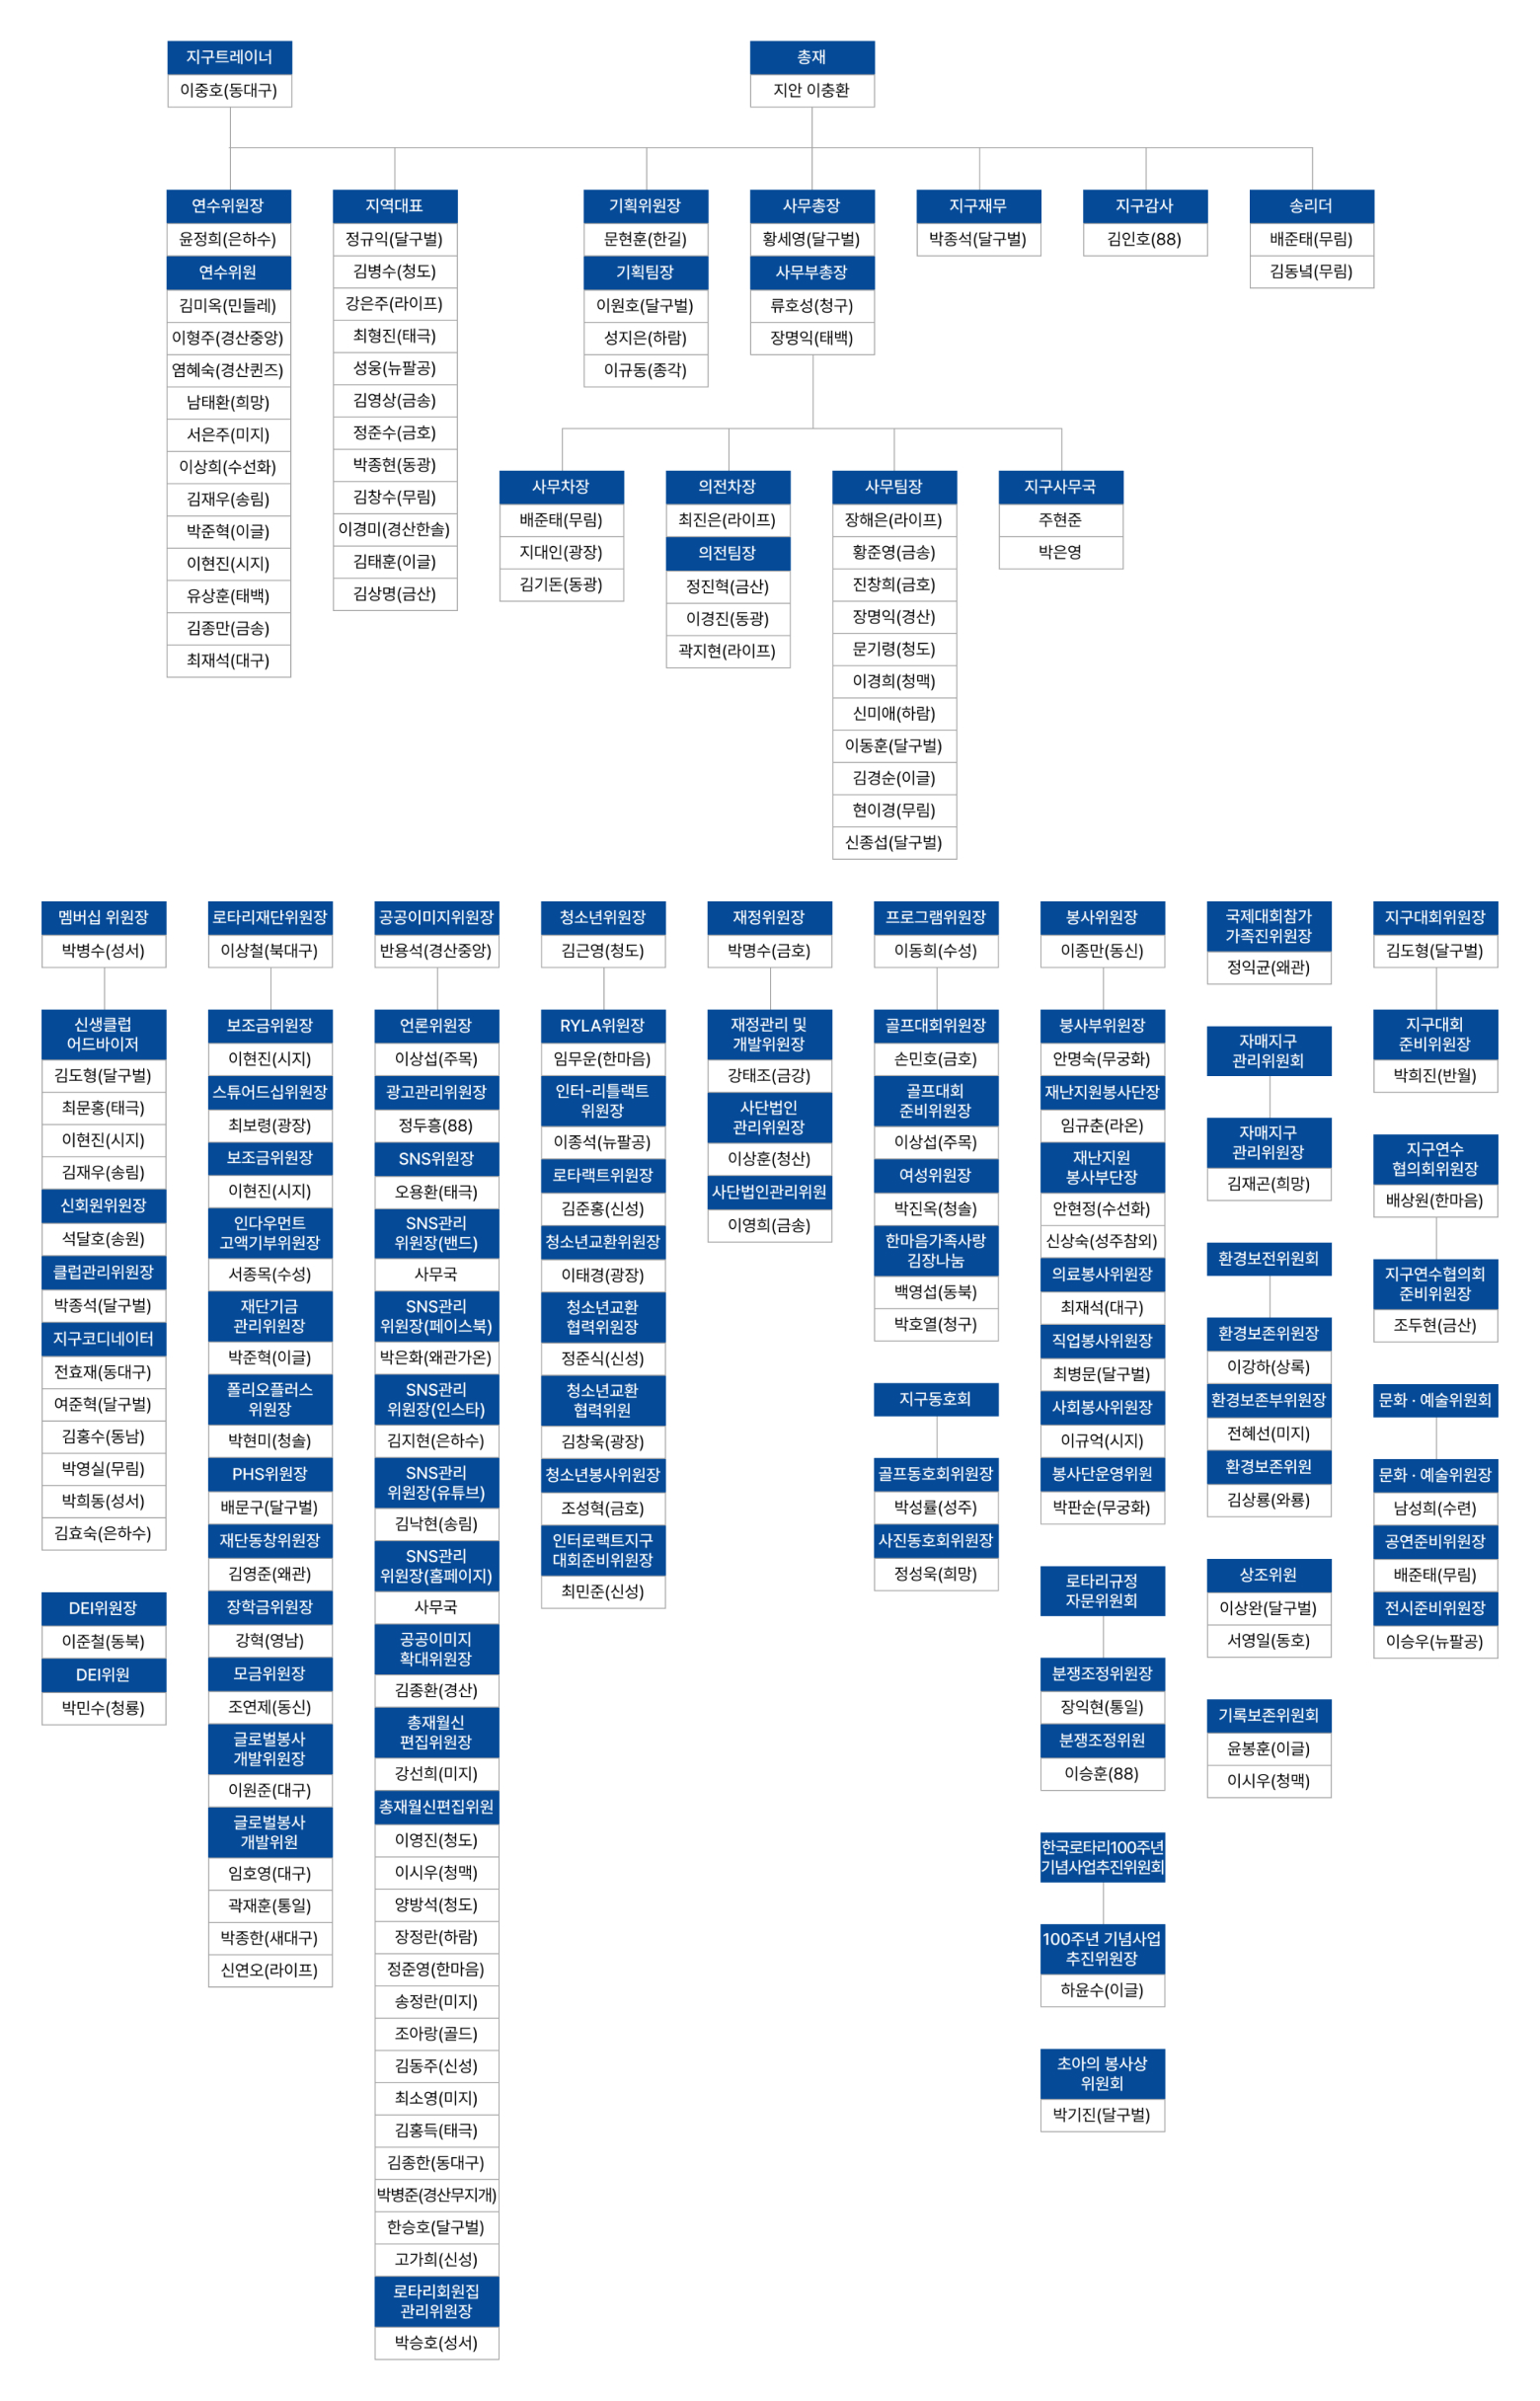 지구트레이너
이중호(동대구)
총재
지안 이충환
연수위원장
윤정희(은하수)
연수위원
김미옥(민들레)
이형주(경산중앙)
염혜숙(경산퀸즈)
남태환(희망)
서은주(미지)
이상희(수선화)
김재우(송림)
박준혁(이글)
이현진(시지)
유상훈(태백)
김종만(금송)
최재석(대구)
지역대표
정규익(달구벌)
김병수(청도)
강은주(라이프)
최형진(태극)
성웅(뉴팔공)
김영상(금송)
정준수(금호)
박종현(동광)
김창수(무림)
이경미(경산한솔)
김태훈(이글)
김상명(금산)
기획위원장
문현훈(한길)
기획팀장
이원호(달구벌)
성지은(하람)
이규동(종각)
사무총장
황세영(달구벌)
사무부총장
류호성(청구)
장명익(태백)
지구재무
박종석(달구벌)
지구감사
김인호(88)
송리더
배준태(무림)
김동녘(무림)
사무차장
배준태(무림)
지대인(광장)
김기돈(동광)
의전차장
최진은(라이프)
의전팀장
정진혁(금산)
이경진(동광)
곽지현(라이프)
사무팀장
장해은(라이프)
황준영(금송)
진창희(금호)
장명익(경산)
문기령(청도)
이경희(청맥)
신미애(하람)
이동훈(달구벌)
김경순(이글)
현이경(무림)
신종섭(달구벌)
지구사무국
주현준
박은영
멤버십 위원장
박병수(성서)
신생클럽
어드바이저
김도형(달구벌)
최문홍(태극)
이현진(시지)
김재우(송림)
신회원위원장
석달호(송원)
클럽관리위원장
박종석(달구벌)
지구코디네이터
전효재(동대구)
여준혁(달구벌)
김홍수(동남)
박영실(무림)
박희동(성서)
김효숙(은하수)
DEI위원장
이준철(동북)
DEI위원
박민수(청룡)
로타리재단위원장
이상철(북대구)
보조금위원장
이현진(시지)
스튜어드십위원장
최보령(광장)
보조금위원장
이현진(시지)
인다우먼트
고액기부위원장
서종목(수성)
재단기금
관리위원장
박준혁(이글)
폴리오플러스
위원장
박현미(청솔)
PHS위원장
배문구(달구벌)
재단동창위원장
김영준(왜관)
장학금위원장
강혁(영남)
모금위원장
조연제(동신)
글로벌봉사
개발위원장
이원준(대구)
글로벌봉사
개발위원
임호영(대구)
곽재훈(통일)
박종한(새대구)
신연오(라이프)
공공이미지위원장
반용석(경산중앙)
언론위원장
이상섭(주목)
광고관리위원장
정두흥(88)
SNS위원장
오용환(태극)
SNS관리
위원장(밴드)
사무국
SNS관리
위원장(페이스북)
박은화(왜관가온)
SNS관리
위원장(인스타)
김지현(은하수)
SNS관리
위원장(유튜브)
김낙현(송림)
SNS관리
위원장(홈페이지)
사무국
공공이미지
확대위원장
김종환(경산)
총재월신
편집위원장
강선희(미지)
총재월신편집위원
이영진(청도)
이시우(청맥)
양방석(청도)
장정란(하람)
정준영(한마음)
송정란(미지)
조아랑(골드)
김동주(신성)
최소영(미지)
김홍득(태극)
김종한(동대구)
박병준(경산무지개)
한승호(달구벌)
고가희(신성)
로타리회원집
관리위원장
박승호(성서)
청소년위원장
김근영(청도)
RYLA위원장
임무운(한마음)
인터-리틀랙트
위원장
이종석(뉴팔공)
로타랙트위원장
김준홍(신성)
청소년교환위원장
이태경(광장)
청소년교환
협력위원장
정준식(신성)
청소년교환
협력위원
김창욱(광장)
청소년봉사위원장
조성혁(금호)
인터로랙트지구
대회준비위원장
최민준(신성)
재정위원장
박명수(금호)
재정관리 및
개발위원장
강태조(금강)
사단법인
관리위원장
이상훈(청산)
사단법인관리위원
이영희(금송)
프로그램위원장
이동희(수성)
골프대회위원장
손민호(금호)
골프대회
준비위원장
이상섭(주목)
여성위원장
박진옥(청솔)
한마음가족사랑
김장나눔
백영섭(동북)
박호열(청구)
지구동호회
골프동호회위원장
박성률(성주)
사진동호회위원장
정성욱(희망)
봉사위원장
이종만(동신)
붕사부위원장
안명숙(무궁화)
재난지원봉사단장
임규춘(라온)
재난지원
봉사부단장
안현정(수선화)
신상숙(성주참외)
의료봉사위원장
최재석(대구)
직업봉사위원장
최병문(달구벌)
사회봉사위원장
이규억(시지)
봉사단운영위원
박판순(무궁화)
로타리규정
자문위원회
분쟁조정위원장
장익현(통일)
분쟁조정위원
이승훈(88)
한국로타리100주년
기념사업추진위원회
100주년 기념사업
추진위원장
하윤수(이글)
초아의 봉사상
위원회
박기진(달구벌)
국제대회참가
가족진위원장
정익균(왜관)
자매지구
관리위원회
자매지구
관리위원장
김재곤(희망)
환경보전위원회
환경보존위원장
이강하(상록)
환경보존부위원장
전혜선(미지)
환경보존위원
김상룡(와룡)
상조위원
이상완(달구벌)
서영일(동호)
기록보존위원회
윤봉훈(이글)
이시우(청맥)
지구대회위원장
김도형(달구벌)
지구대회
준비위원장
박희진(반월)
지구연수
협의회위원장
배상원(한마음)
지구연수협의회
준비위원장
조두현(금산)
문화 · 예술위원회
문화 · 예술위원장
남성희(수련)
공연준비위원장
배준태(무림)
전시준비위원장
이승우(뉴팔공)